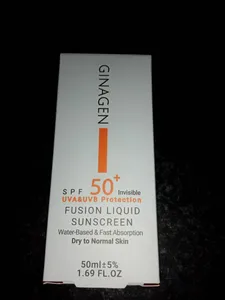 GINAGEN
SPF 50+ Invisible
UVA&UVB Protection
FUSION LIQUID
SUNSCREEN
Water-Based & Fast Absorption
Dry to Normal Skin
50ml±5%
1.69 FL.OZ